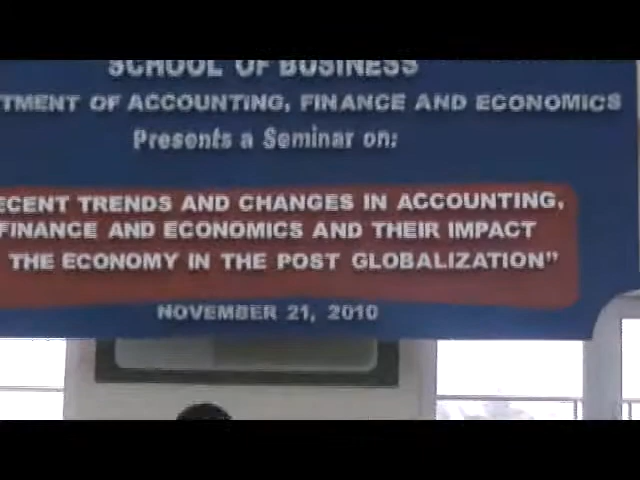 SCHOOL OF BUSINESS
TMENT OF ACCOUNTING, FINANCE AND ECONOMICS
Presents a Seminar on:
ECENT TRENDS AND CHANGES IN ACCOUNTING,
FINANCE AND ECONOMICS AND THEIR IMPACT
THE ECONOMY IN THE POST GLOBALIZATION”
NOVEMBER 21, 2010